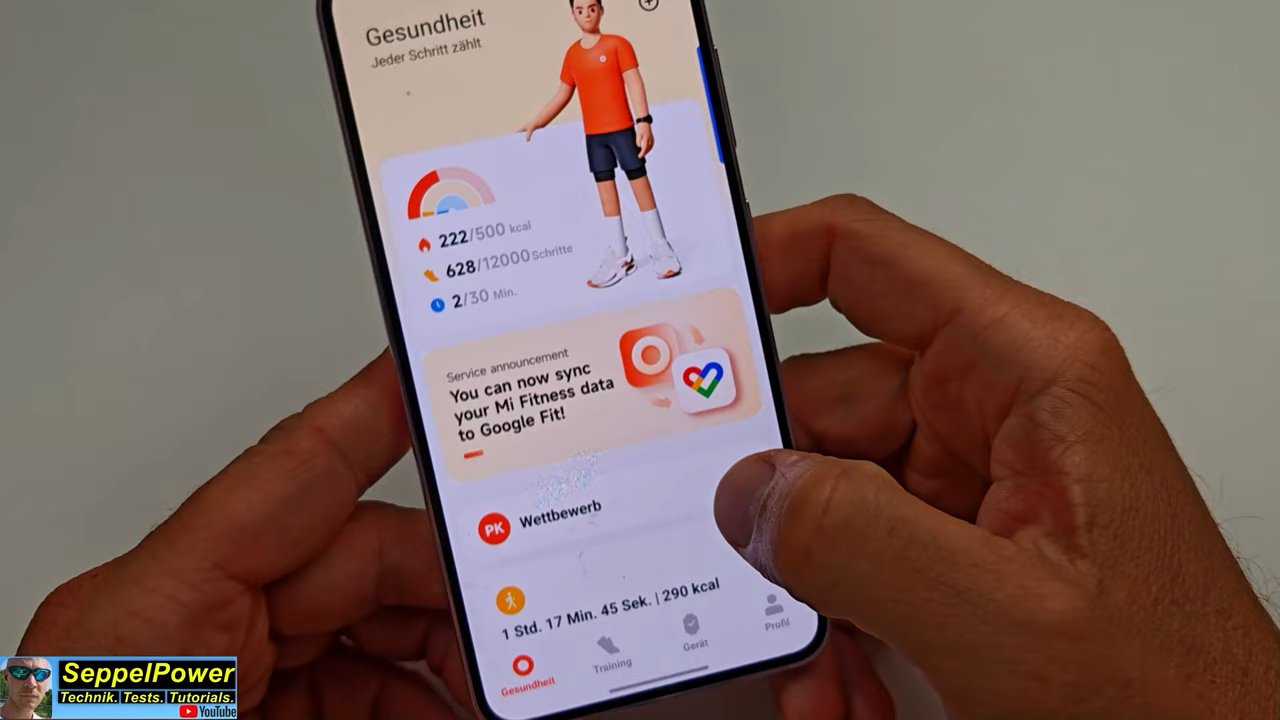 Gesundheit
Jeder Schritt zählt
222/500 kcal
628/12000 Schritte
2/30 Min.
Service announcement
You can now sync
your Mi Fitness data
to Google Fit!
PK Wettbewerb
1 Std. 17 Min. 45 Sek. | 290 kcal
Gesundheit
Training
Gerät
Profil
SeppelPower
Technik. Tests. Tutorials.
YouTube